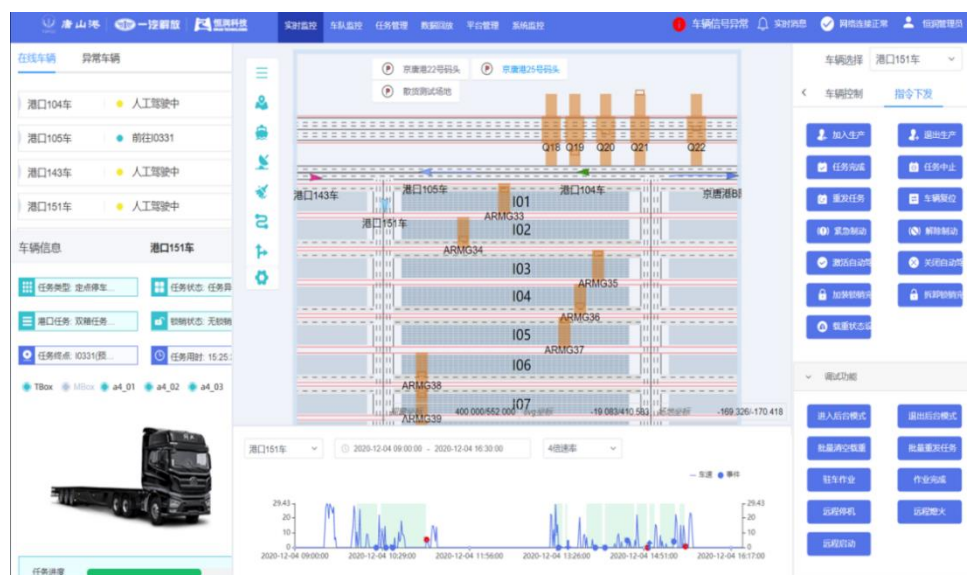 唐山港 一汽解放 恒润科技
实时监控 车队监控 任务管理 数据回放 平台管理 系统监控
车辆信号异常 实时消息 网络连接正常 恒润管理员
在线车辆 异常车辆
港口104车 人工驾驶中
港口105车 前往I0331
港口143车 人工驾驶中
港口151车 人工驾驶中
车辆信息 港口151车
任务类型: 定点停车...
任务状态: 任务异
港口任务: 双箱任务...
锁销状态: 无锁销
任务终点: I0331(预...
任务用时: 15:25:
TBox MBox a4_01 a4_02 a4_03
任务进度
京唐港22号码头 京唐港25号码头
散货测试场地
Q18 Q19 Q20 Q21 Q22
港口143车 港口105车 港口104车 京唐港B
I01
ARMG33
港口151车
I02
ARMG34
I03
ARMG35
I04
ARMG36
I05
ARMG37
I06
ARMG38
I07
ARMG39
400.000/552.000 -19.083/410.583 -169.326/-170.418
港口151车 2020-12-04 09:00:00 - 2020-12-04 16:30:00 4倍速率
车速 事件
29.43 29.43
20 20
10 10
0 0
2020-12-04 09:00:00 2020-12-04 10:29:00 2020-12-04 11:56:00 2020-12-04 13:26:00 2020-12-04 14:51:00 2020-12-04 16:17:00
车辆选择 港口151车
车辆控制 指令下发
加入生产 退出生产
任务完成 任务中止
重发任务 车辆复位
紧急制动 解除制动
激活自动驾 关闭自动驾
加装锁销完 拆卸锁销完
载重状态设
调试功能
进入后台模式 退出后台模式
批量清空载重 批量重发任务
驻车作业 作业完成
远程停机 远程熄火
远程启动